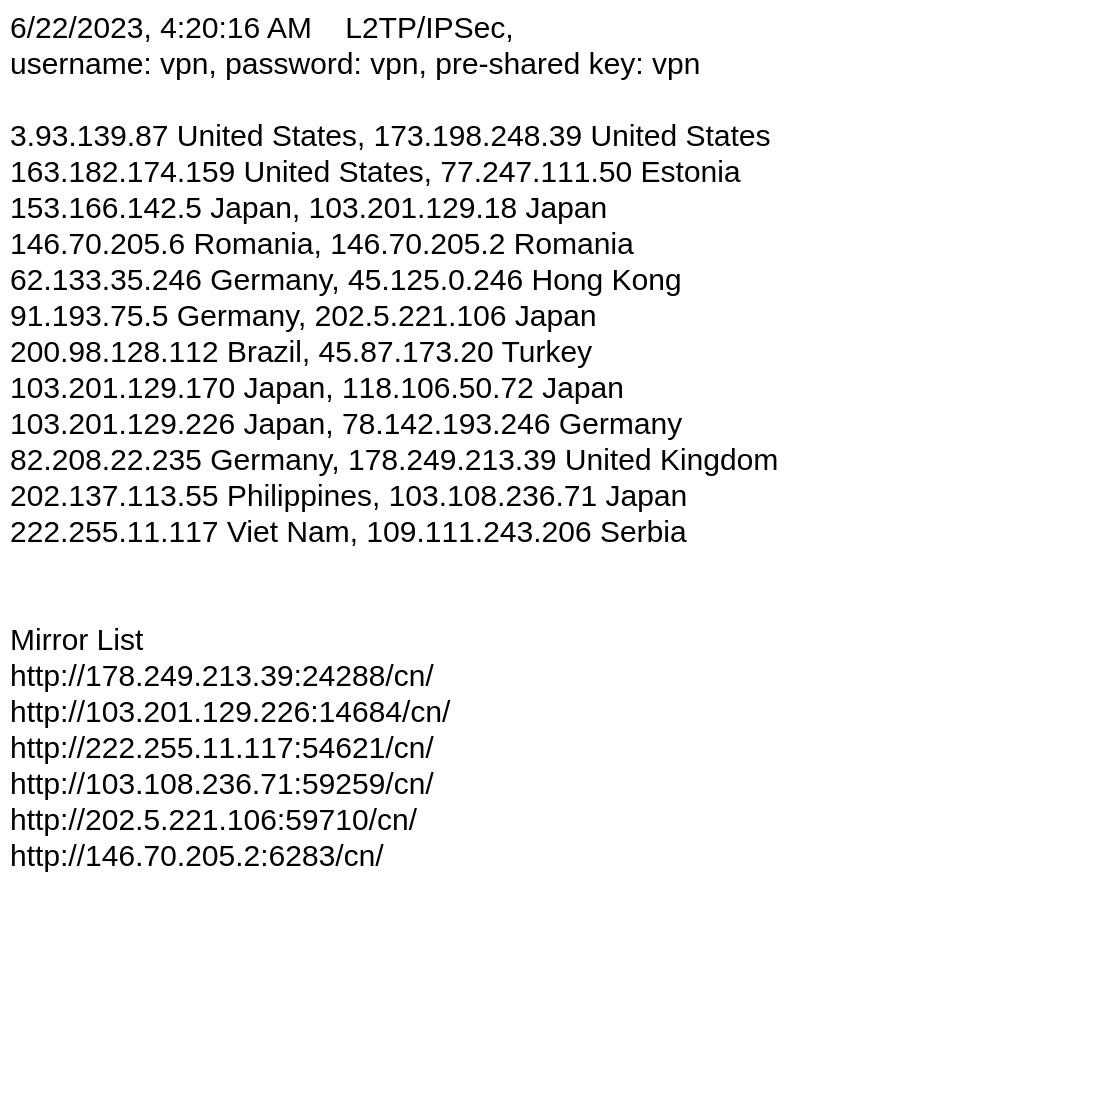 6/22/2023, 4:20:16 AM    L2TP/IPSec,
username: vpn, password: vpn, pre-shared key: vpn
3.93.139.87 United States, 173.198.248.39 United States
163.182.174.159 United States, 77.247.111.50 Estonia
153.166.142.5 Japan, 103.201.129.18 Japan
146.70.205.6 Romania, 146.70.205.2 Romania
62.133.35.246 Germany, 45.125.0.246 Hong Kong
91.193.75.5 Germany, 202.5.221.106 Japan
200.98.128.112 Brazil, 45.87.173.20 Turkey
103.201.129.170 Japan, 118.106.50.72 Japan
103.201.129.226 Japan, 78.142.193.246 Germany
82.208.22.235 Germany, 178.249.213.39 United Kingdom
202.137.113.55 Philippines, 103.108.236.71 Japan
222.255.11.117 Viet Nam, 109.111.243.206 Serbia
Mirror List
http://178.249.213.39:24288/cn/
http://103.201.129.226:14684/cn/
http://222.255.11.117:54621/cn/
http://103.108.236.71:59259/cn/
http://202.5.221.106:59710/cn/
http://146.70.205.2:6283/cn/